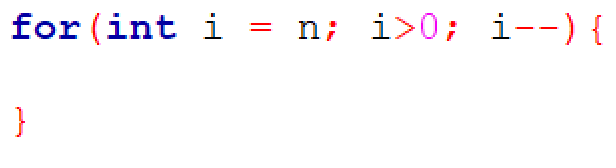 for(int i = n; i>0; i--){
}